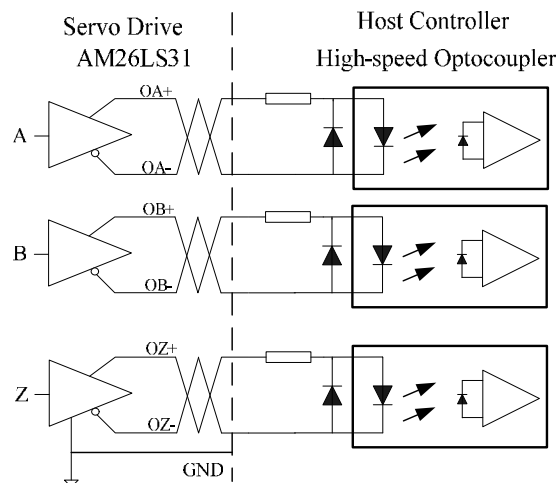 Servo Drive
AM26LS31
Host Controller
High-speed Optocoupler
OA+
A
OA-
OB+
B
OB-
OZ+
Z
OZ-
GND